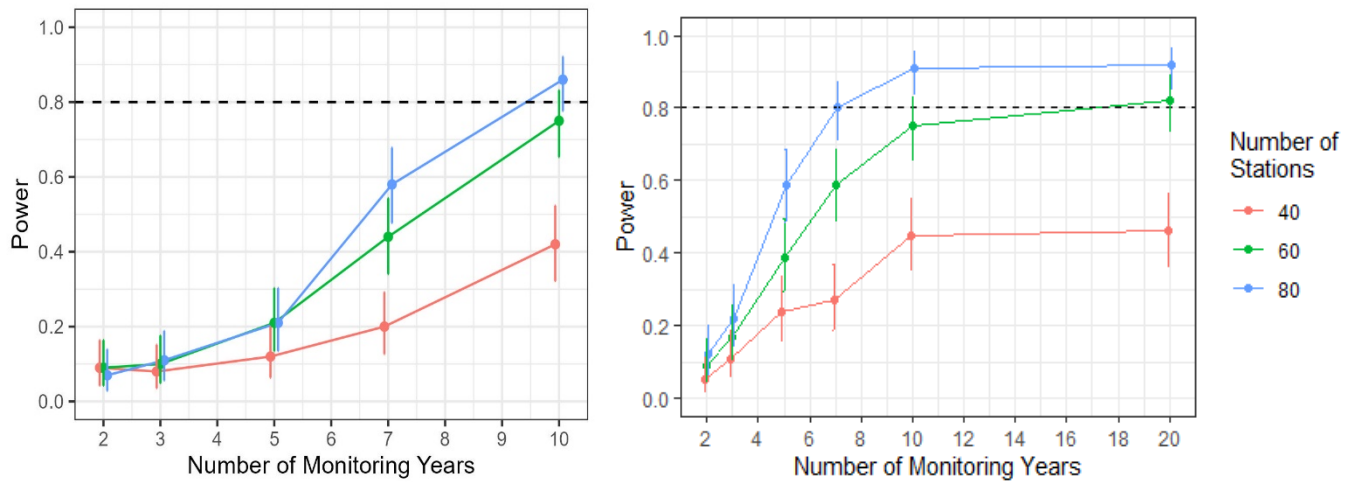 1.0
0.8
0.6
0.4
0.2
0.0
Power
2 3 4 5 6 7 8 9 10
Number of Monitoring Years
1.0
0.8
0.6
0.4
0.2
0.0
Power
2 4 6 8 10 12 14 16 18 20
Number of Monitoring Years
Number of
Stations
40
60
80